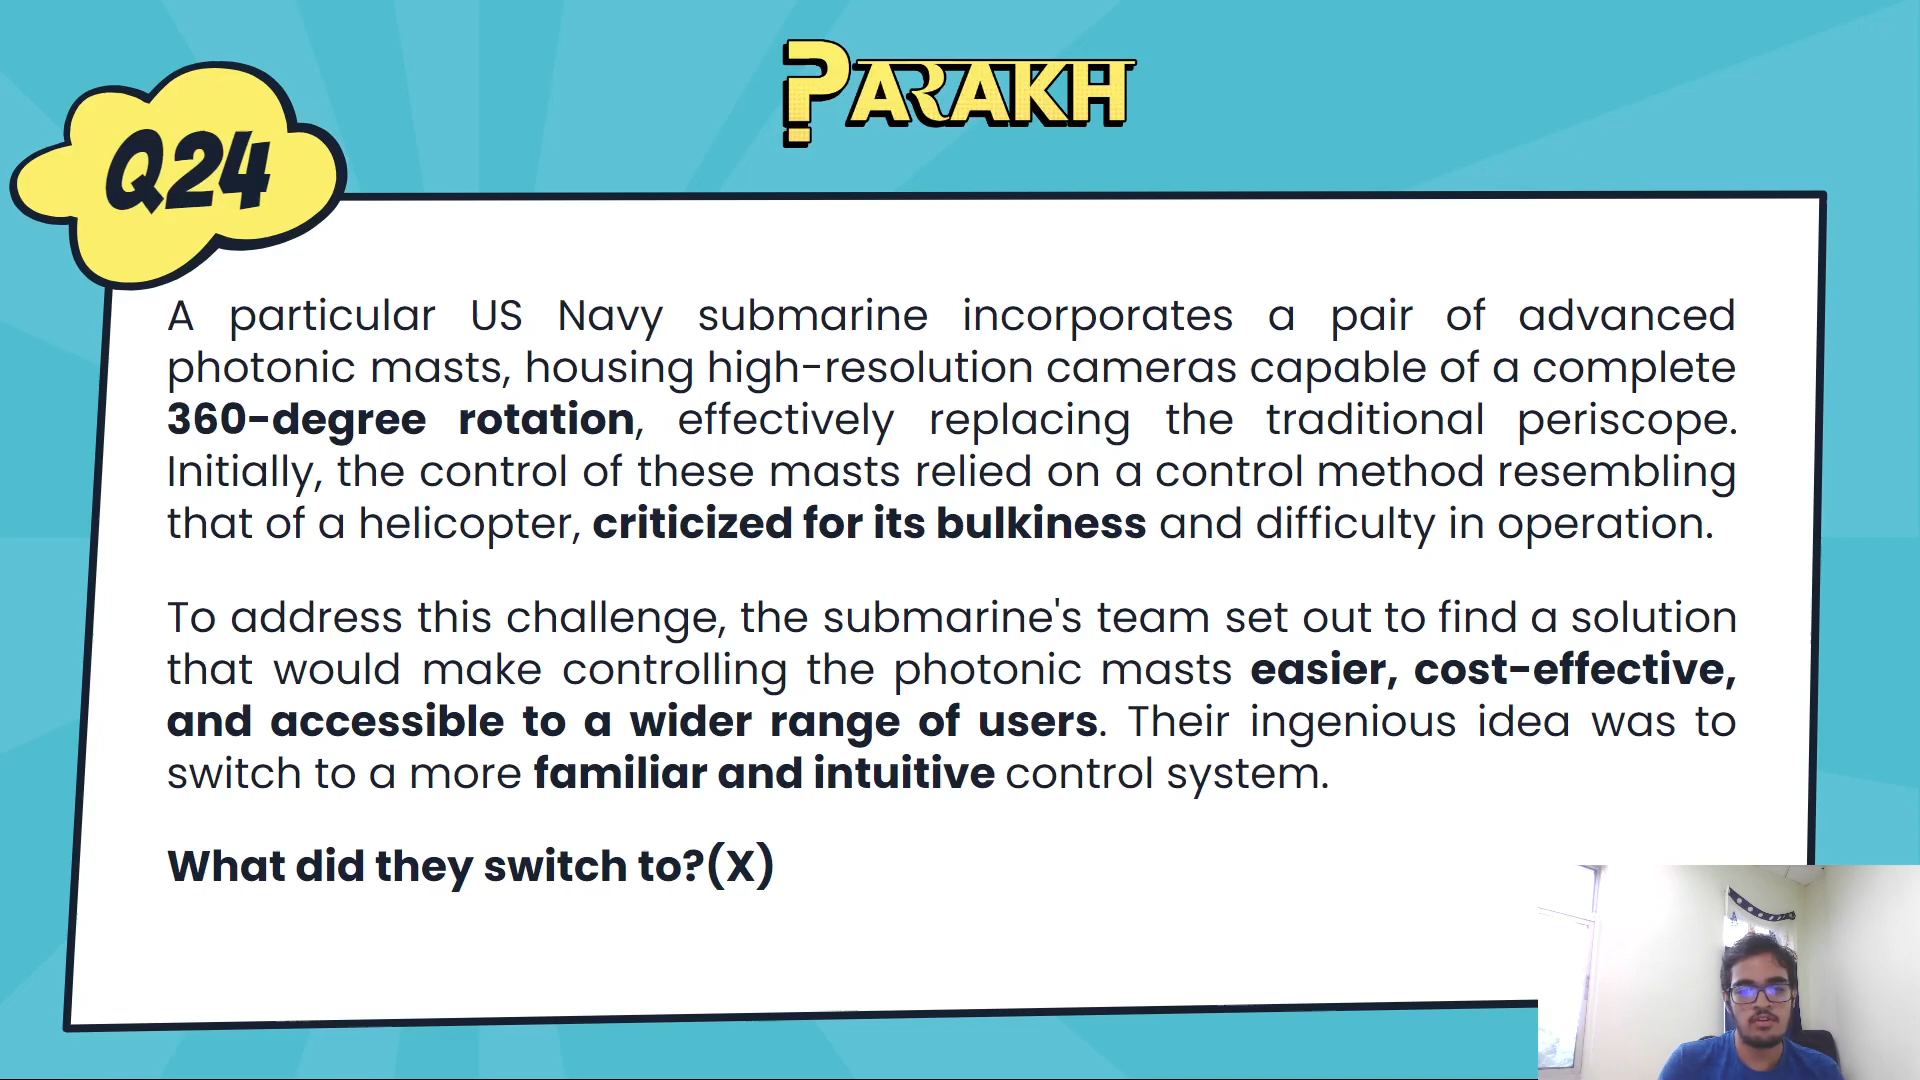 PARAKH
Q24
A particular US Navy submarine incorporates a pair of advanced
photonic masts, housing high-resolution cameras capable of a complete
360-degree rotation, effectively replacing the traditional periscope.
Initially, the control of these masts relied on a control method resembling
that of a helicopter, criticized for its bulkiness and difficulty in operation.
To address this challenge, the submarine's team set out to find a solution
that would make controlling the photonic masts easier, cost-effective,
and accessible to a wider range of users. Their ingenious idea was to
switch to a more familiar and intuitive control system.
What did they switch to?(X)